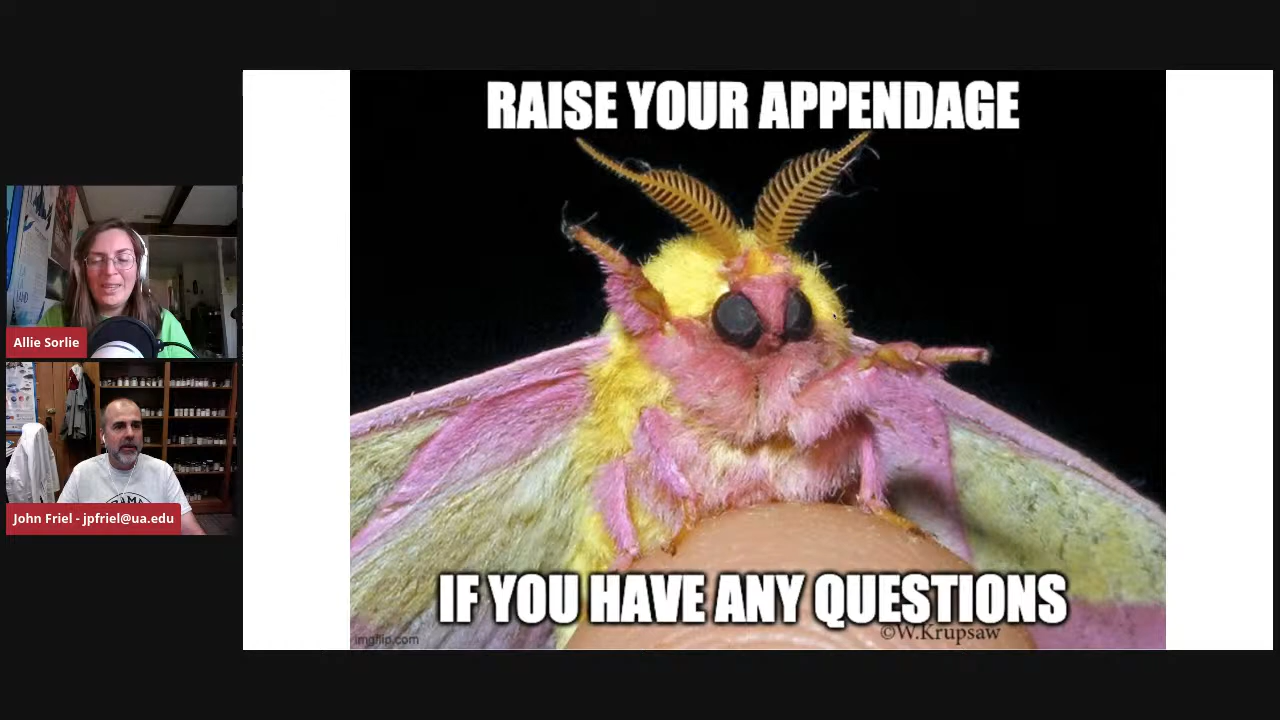 RAISE YOUR APPENDAGE
Allie Sorlie
John Friel - jpfriel@ua.edu
IF YOU HAVE ANY QUESTIONS
©W.Krupsaw
imgflip.com